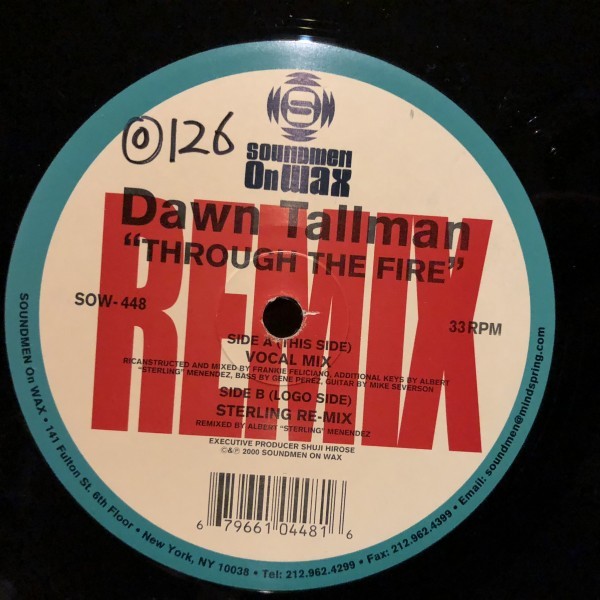 ⓪126
S
SOUNDMEN
On WAX
Dawn Tallman
"THROUGH THE FIRE"
REMIX
SOW-448
33 RPM
SIDE A (THIS SIDE)
VOCAL MIX
RICANSTRUCTED AND MIXED BY FRANKIE FELICIANO, ADDITIONAL KEYS BY ALBERT
"STERLING" MENENDEZ, BASS BY GENE PEREZ, GUITAR BY MIKE SEVERSON
SIDE B (LOGO SIDE)
STERLING RE-MIX
REMIXED BY ALBERT "STERLING" MENENDEZ
EXECUTIVE PRODUCER SHUJI HIROSE
©&℗ 2000 SOUNDMEN ON WAX
6 79661 04481 6
SOUNDMEN On WAX • 141 Fulton St. 6th Floor • New York, NY 10038 • Tel: 212.962.4299 • Fax: 212.962.4399 • Email: soundmen@mindspring.com